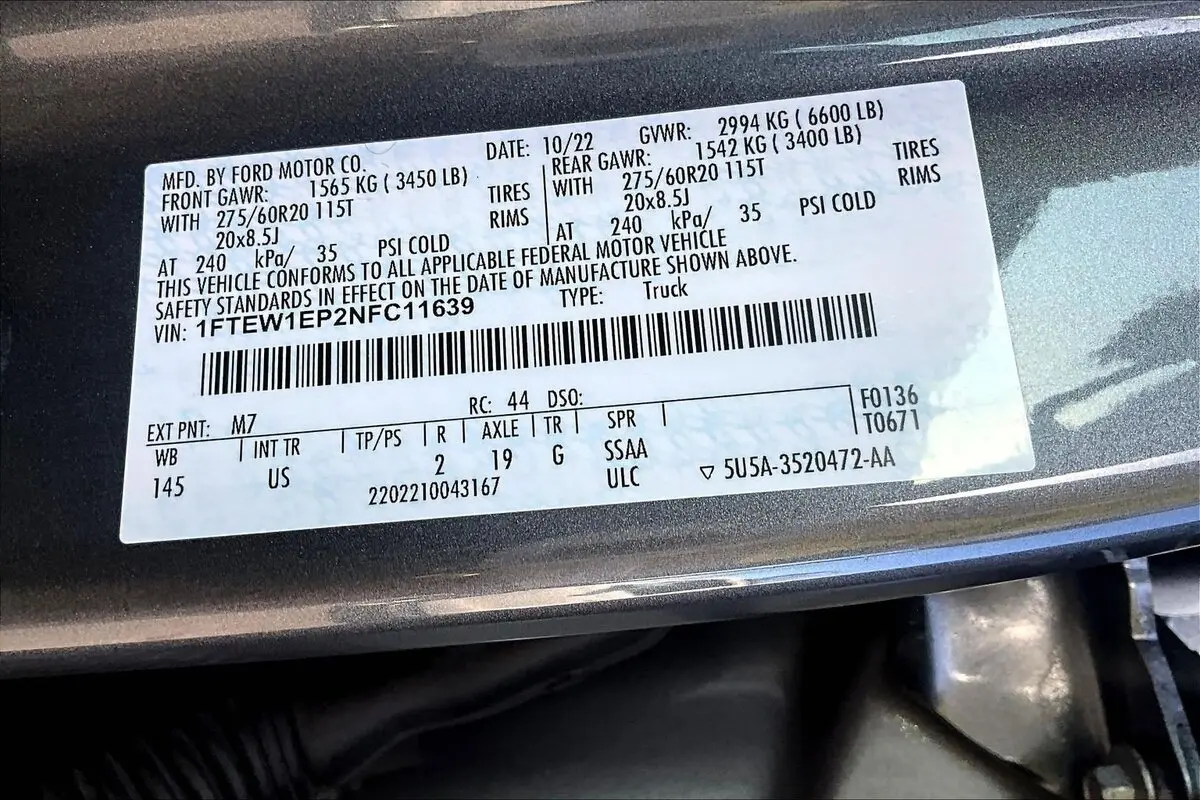 MFD. BY FORD MOTOR CO. DATE: 10/22 GVWR: 2994 KG ( 6600 LB)
FRONT GAWR: 1565 KG ( 3450 LB) REAR GAWR: 1542 KG ( 3400 LB)
WITH 275/60R20 115T TIRES WITH 275/60R20 115T TIRES
20x8.5J RIMS 20x8.5J RIMS
AT 240 kPa/ 35 PSI COLD AT 240 kPa/ 35 PSI COLD
THIS VEHICLE CONFORMS TO ALL APPLICABLE FEDERAL MOTOR VEHICLE
SAFETY STANDARDS IN EFFECT ON THE DATE OF MANUFACTURE SHOWN ABOVE.
VIN: 1FTEW1EP2NFC11639 TYPE: Truck
EXT PNT: M7 RC: 44 DSO: F0136
WB INT TR TP/PS R AXLE TR SPR T0671
145 US 2 19 G SSAA
2202210043167 ULC ▽ 5U5A-3520472-AA